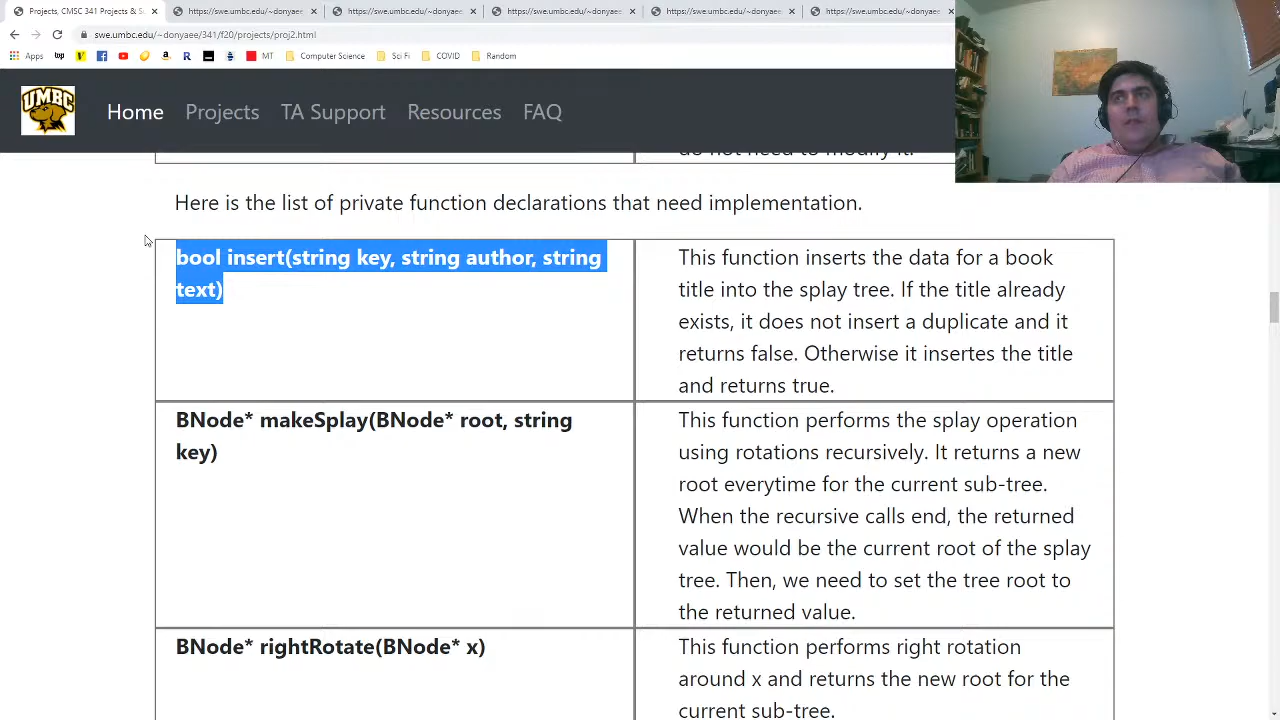 Projects, CMSC 341 Projects & S
https://swe.umbc.edu/~donyaee/
https://swe.umbc.edu/~donyaee/
https://swe.umbc.edu/~donyaee/
https://swe.umbc.edu/~donyaee/
https://swe.umbc.edu/~donyaee
swe.umbc.edu/~donyaee/341/f20/projects/proj2.html
Apps
MT
Computer Science
Sci Fi
COVID
Random
UMBC
Home Projects TA Support Resources FAQ
do not need to modify it.
Here is the list of private function declarations that need implementation.
bool insert(string key, string author, string
text)
This function inserts the data for a book
title into the splay tree. If the title already
exists, it does not insert a duplicate and it
returns false. Otherwise it insertes the title
and returns true.
BNode* makeSplay(BNode* root, string
key)
This function performs the splay operation
using rotations recursively. It returns a new
root everytime for the current sub-tree.
When the recursive calls end, the returned
value would be the current root of the splay
tree. Then, we need to set the tree root to
the returned value.
BNode* rightRotate(BNode* x)
This function performs right rotation
around x and returns the new root for the
current sub-tree.